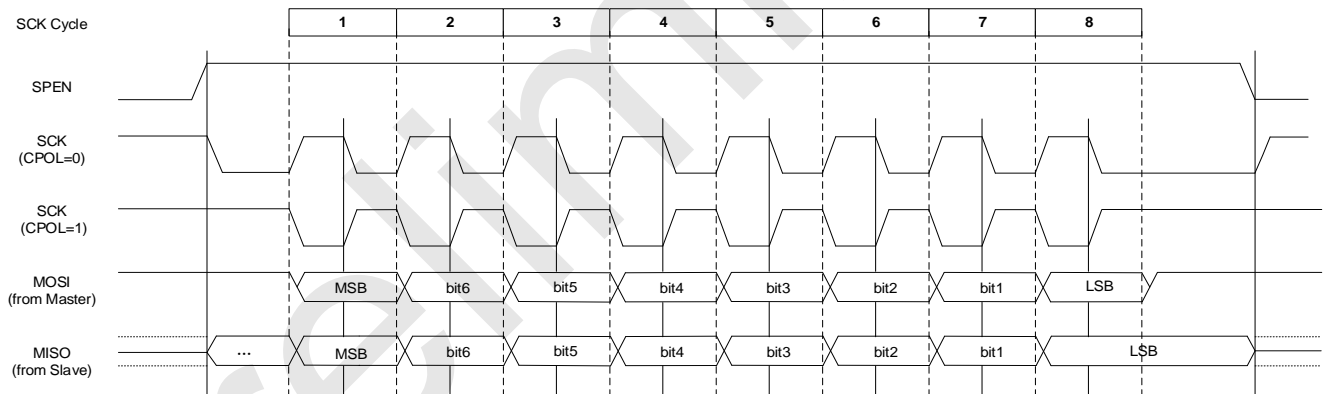 SCK Cycle 1 2 3 4 5 6 7 8
SPEN
SCK
(CPOL=0)
SCK
(CPOL=1)
MOSI
(from Master)
MSB bit6 bit5 bit4 bit3 bit2 bit1 LSB
MISO
(from Slave)
... MSB bit6 bit5 bit4 bit3 bit2 bit1 LSB
elim